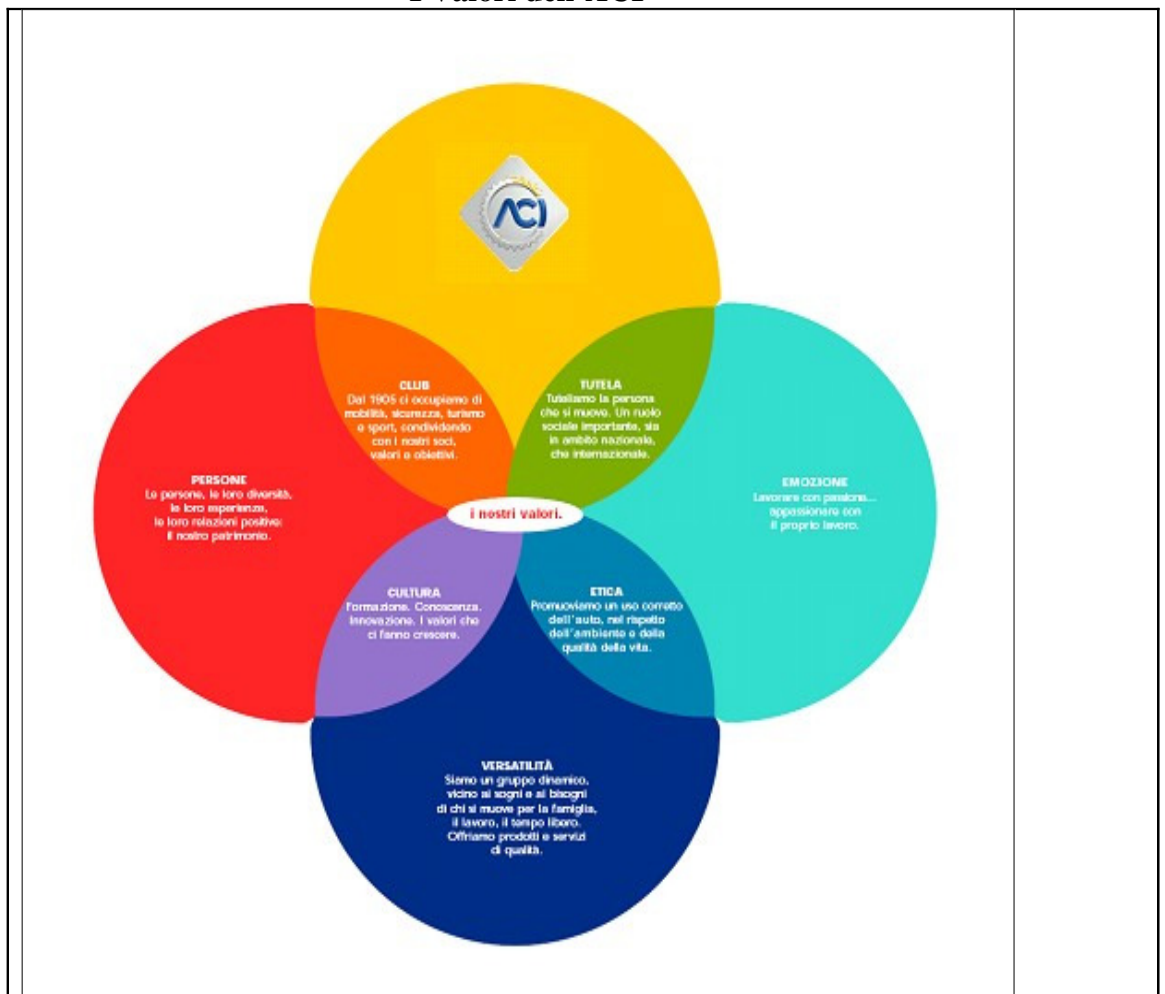 i Valori dell'ACI
ACI
CLUB
Dal 1905 ci occupiamo di
mobilità, sicurezza, turismo
e sport, condividendo
con i nostri soci,
valori e obiettivi.
TUTELA
Tuteliamo la persona
che si muove. Un ruolo
sociale importante, sia
in ambito nazionale,
che internazionale.
PERSONE
Le persone, le loro diversità,
le loro esperienze,
le loro relazioni positive:
il nostro patrimonio.
EMOZIONE
Lavorare con passione...
appassionare con
il proprio lavoro.
i nostri valori.
CULTURA
Formazione. Conoscenza.
Innovazione. I valori che
ci fanno crescere.
ETICA
Promuoviamo un uso corretto
dell'auto, nel rispetto
dell'ambiente e della
qualità della vita.
VERSATILITÀ
Siamo un gruppo dinamico,
vicino ai sogni e ai bisogni
di chi si muove per la famiglia,
il lavoro, il tempo libero.
Offriamo prodotti e servizi
di qualità.